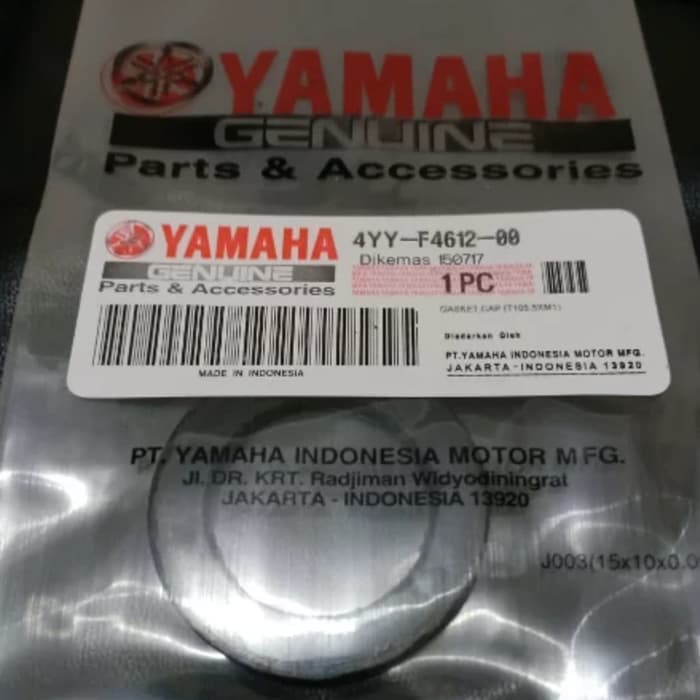 YAMAHA
GENUINE
Parts & Accessories
YAMAHA
GENUINE
Parts & Accessories
4YY-F4612-00
Dikemas 150717
1 PC
GASKET,CAP (T105,5XM1)
MADE IN INDONESIA
Diedarkan Oleh
PT.YAMAHA INDONESIA MOTOR MFG.
JAKARTA-INDONESIA 13920
PT. YAMAHA INDONESIA MOTOR MFG.
Jl. DR. KRT. Radjiman Widyodiningrat
JAKARTA - INDONESIA 13920
J003(15x10x0.0